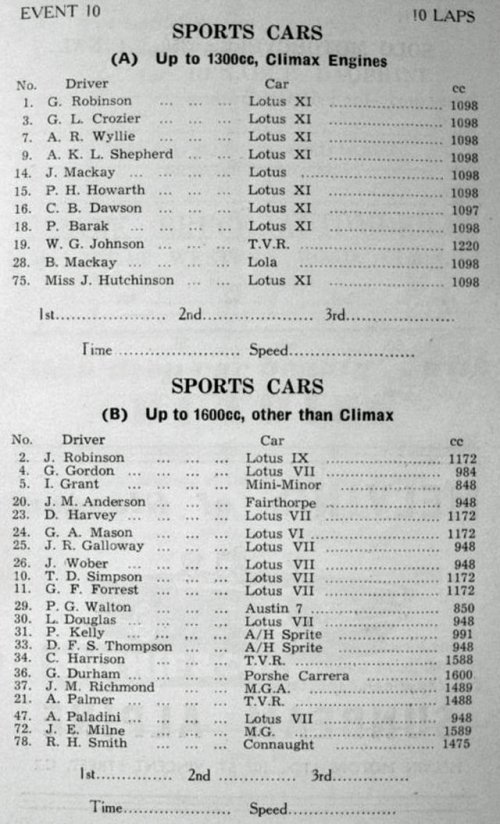 EVENT 10 10 LAPS
SPORTS CARS
(A) Up to 1300cc, Climax Engines
No. Driver Car cc
1. G. Robinson ... ... ... Lotus XI ........................ 1098
3. G. L. Crozier ... ... ... Lotus XI ........................ 1098
7. A. R. Wyllie ... ... ... Lotus XI ........................ 1098
9. A. K. L. Shepherd ... ... Lotus XI ........................ 1098
14. J. Mackay ... ... ... ... Lotus ........................ 1098
15. P. H. Howarth ... ... ... Lotus XI ........................ 1098
16. C. B. Dawson ... ... ... Lotus XI ........................ 1097
18. P. Barak ... ... ... ... Lotus XI ........................ 1098
19. W. G. Johnson ... ... ... T.V.R. ........................ 1220
28. B. Mackay ... ... ... ... Lola ........................ 1098
75. Miss J. Hutchinson ... ... Lotus XI ........................ 1098
1st.................... 2nd.................... 3rd....................
Time .................... Speed....................
SPORTS CARS
(B) Up to 1600cc, other than Climax
No. Driver Car cc
2. J. Robinson ... ... ... Lotus IX ........................ 1172
4. G. Gordon ... ... ... ... Lotus VII ........................ 984
5. I. Grant ... ... ... ... Mini-Minor ........................ 848
20. J. M. Anderson ... ... ... Fairthorpe ........................ 948
23. D. Harvey ... ... ... ... Lotus VII ........................ 1172
24. G. A. Mason ... ... ... Lotus VI ........................ 1172
25. J. R. Galloway ... ... ... Lotus VII ........................ 948
26. J. Wober ... ... ... ... Lotus VII ........................ 948
10. T. D. Simpson ... ... ... Lotus VII ........................ 1172
11. G. F. Forrest ... ... ... Lotus VII ........................ 1172
29. P. G. Walton ... ... ... Austin 7 ........................ 850
30. L. Douglas ... ... ... ... Lotus VII ........................ 948
31. P. Kelly ... ... ... ... A/H Sprite ........................ 991
33. D. F. S. Thompson ... ... A/H Sprite ........................ 948
34. C. Harrison ... ... ... T.V.R. ........................ 1588
36. G. Durham ... ... ... ... Porshe Carrera .................... 1600
37. J. M. Richmond ... ... ... M.G.A. ........................ 1489
21. A. Palmer ... ... ... ... T.V.R. ........................ 1488
47. A. Paladini ... ... ... Lotus VII ........................ 948
72. J. E. Milne ... ... ... M.G. ........................ 1589
78. R. H. Smith ... ... ... Connaught .................... 1475
1st.............. 2nd .............. 3rd..............
Time.............. Speed....................